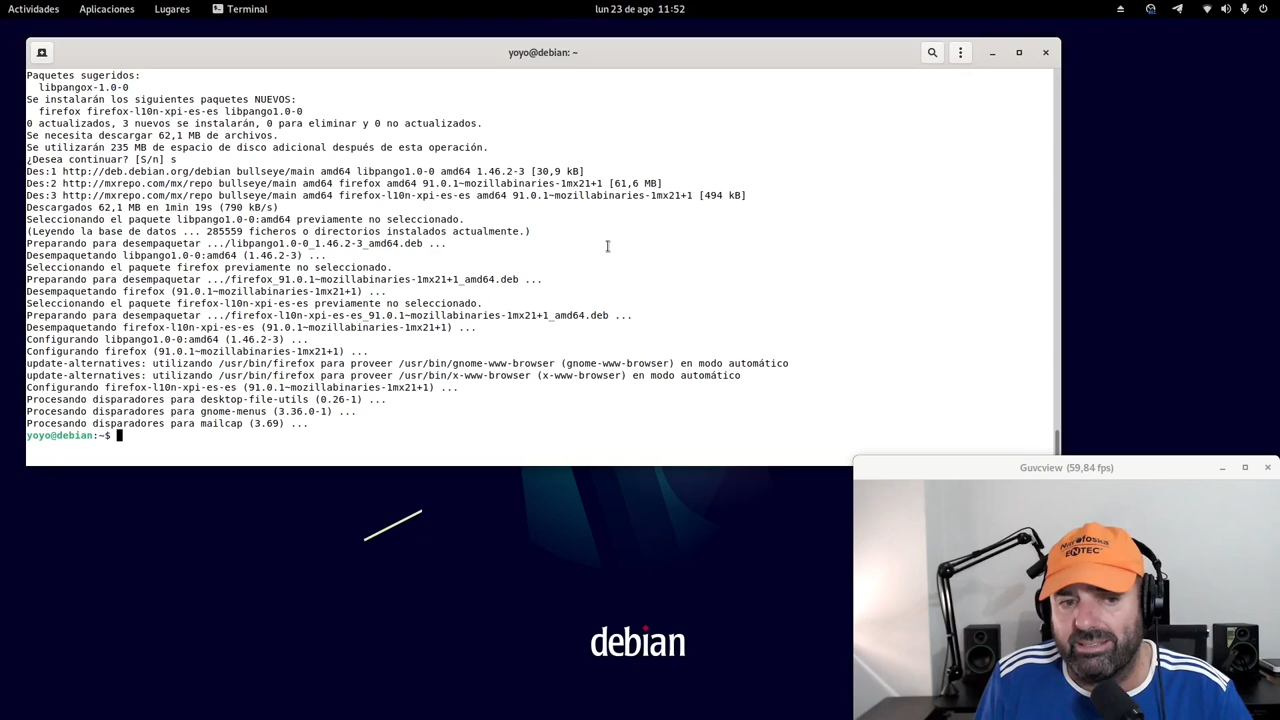 Actividades Aplicaciones Lugares Terminal lun 23 de ago 11:52
yoyo@debian: ~
Paquetes sugeridos:
libpangox-1.0-0
Se instalarán los siguientes paquetes NUEVOS:
firefox firefox-l10n-xpi-es-es libpango1.0-0
0 actualizados, 3 nuevos se instalarán, 0 para eliminar y 0 no actualizados.
Se necesita descargar 62,1 MB de archivos.
Se utilizarán 235 MB de espacio de disco adicional después de esta operación.
¿Desea continuar? [S/n] s
Des:1 http://deb.debian.org/debian bullseye/main amd64 libpango1.0-0 amd64 1.46.2-3 [30,9 kB]
Des:2 http://mxrepo.com/mx/repo bullseye/main amd64 firefox amd64 91.0.1~mozillabinaries-1mx21+1 [61,6 MB]
Des:3 http://mxrepo.com/mx/repo bullseye/main amd64 firefox-l10n-xpi-es-es amd64 91.0.1~mozillabinaries-1mx21+1 [494 kB]
Descargados 62,1 MB en 1min 19s (790 kB/s)
Seleccionando el paquete libpango1.0-0:amd64 previamente no seleccionado.
(Leyendo la base de datos ... 285559 ficheros o directorios instalados actualmente.)
Preparando para desempaquetar .../libpango1.0-0_1.46.2-3_amd64.deb ...
Desempaquetando libpango1.0-0:amd64 (1.46.2-3) ...
Seleccionando el paquete firefox previamente no seleccionado.
Preparando para desempaquetar .../firefox_91.0.1~mozillabinaries-1mx21+1_amd64.deb ...
Desempaquetando firefox (91.0.1~mozillabinaries-1mx21+1) ...
Seleccionando el paquete firefox-l10n-xpi-es-es previamente no seleccionado.
Preparando para desempaquetar .../firefox-l10n-xpi-es-es_91.0.1~mozillabinaries-1mx21+1_amd64.deb ...
Desempaquetando firefox-l10n-xpi-es-es (91.0.1~mozillabinaries-1mx21+1) ...
Configurando libpango1.0-0:amd64 (1.46.2-3) ...
Configurando firefox (91.0.1~mozillabinaries-1mx21+1) ...
update-alternatives: utilizando /usr/bin/firefox para proveer /usr/bin/gnome-www-browser (gnome-www-browser) en modo automático
update-alternatives: utilizando /usr/bin/firefox para proveer /usr/bin/x-www-browser (x-www-browser) en modo automático
Configurando firefox-l10n-xpi-es-es (91.0.1~mozillabinaries-1mx21+1) ...
Procesando disparadores para desktop-file-utils (0.26-1) ...
Procesando disparadores para gnome-menus (3.36.0-1) ...
Procesando disparadores para mailcap (3.69) ...
yoyo@debian:~$
Guvcview (59,84 fps)
ENTEC
debian